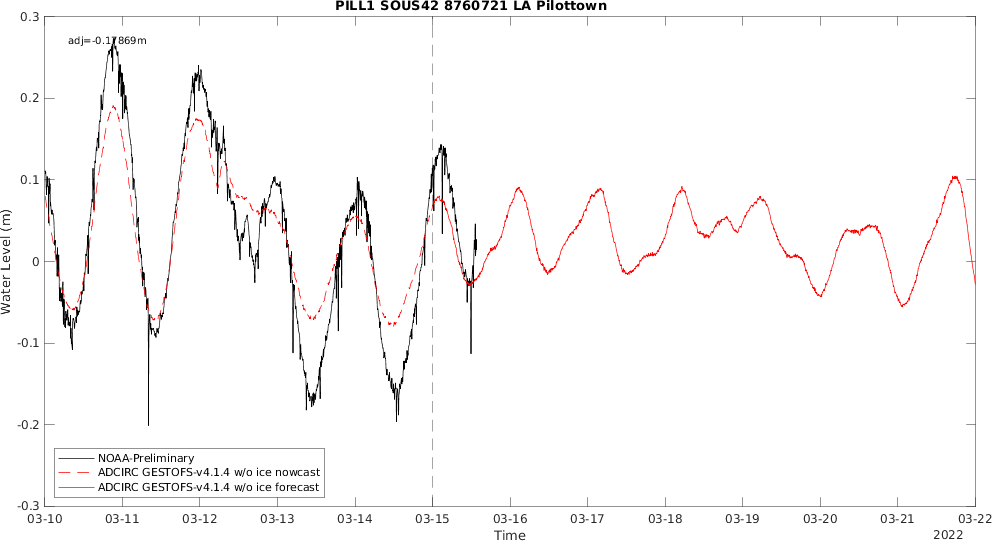 PILL1 SOUS42 8760721 LA Pilottown
0.3
0.2
0.1
0
-0.1
-0.2
-0.3
Water Level (m)
NOAA-Preliminary
ADCIRC GESTOFS-v4.1.4 w/o ice nowcast
ADCIRC GESTOFS-v4.1.4 w/o ice forecast
03-10 03-11 03-12 03-13 03-14 03-15 03-16 03-17 03-18 03-19 03-20 03-21 03-22
Time
2022